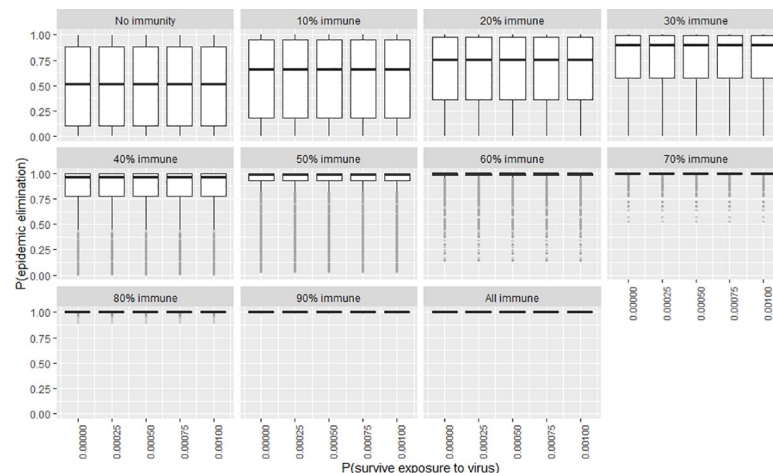 No immunity 10% immune 20% immune 30% immune
1.00
0.75
0.50
0.25
0.00
40% immune 50% immune 60% immune 70% immune
1.00
0.75
0.50
0.25
0.00
80% immune 90% immune All immune
1.00
0.75
0.50
0.25
0.00
P(epidemic elimination)
0.00000 0.00025 0.00050 0.00075 0.00100
0.00000 0.00025 0.00050 0.00075 0.00100 0.00000 0.00025 0.00050 0.00075 0.00100 0.00000 0.00025 0.00050 0.00075 0.00100
P(survive exposure to virus)